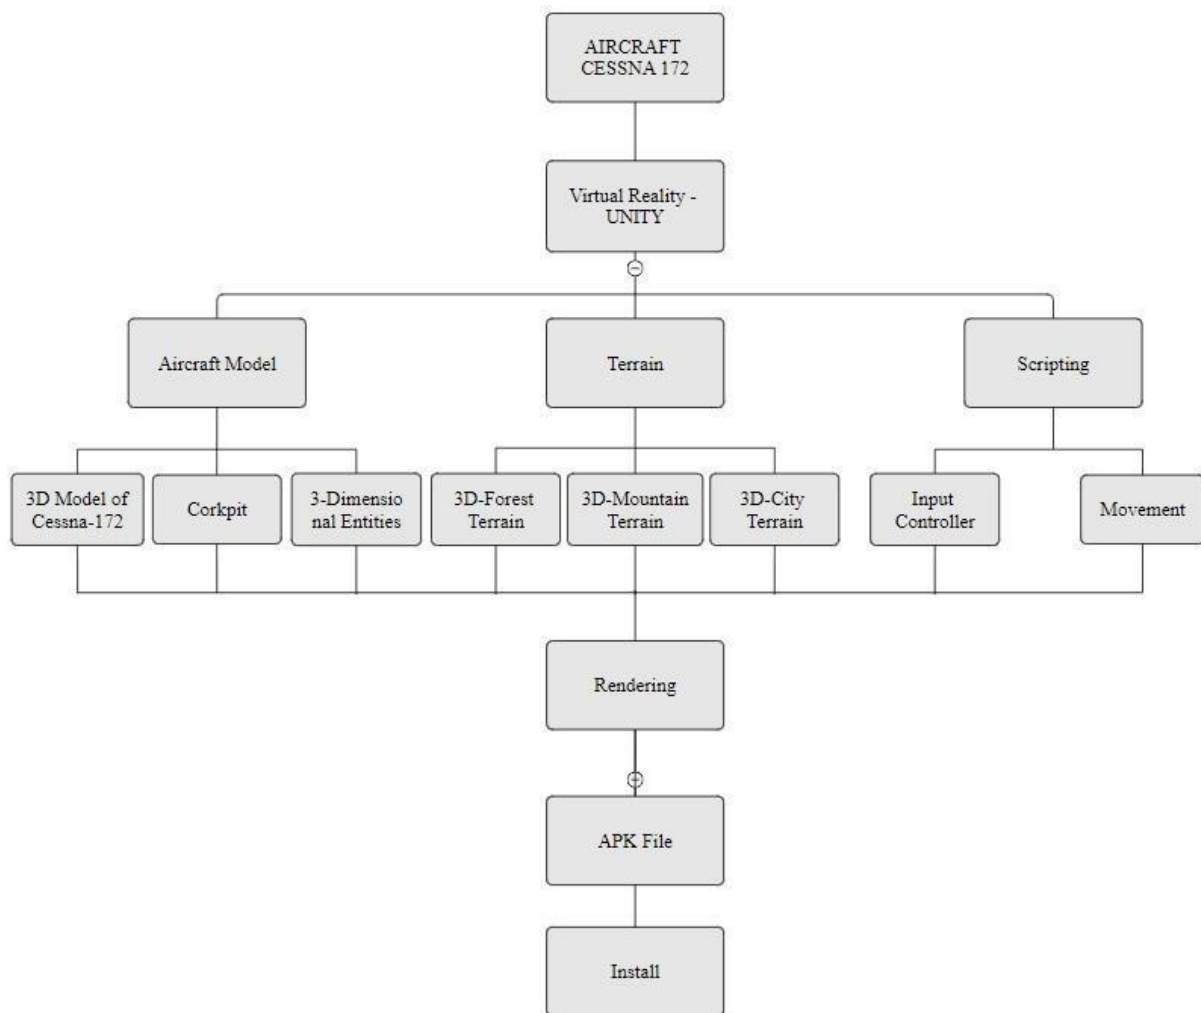 AIRCRAFT
CESSNA 172
Virtual Reality -
UNITY
Aircraft Model
Terrain
Scripting
3D Model of
Cessna-172
Corkpit
3-Dimensio
nal Entities
3D-Forest
Terrain
3D-Mountain
Terrain
3D-City
Terrain
Input
Controller
Movement
Rendering
APK File
Install